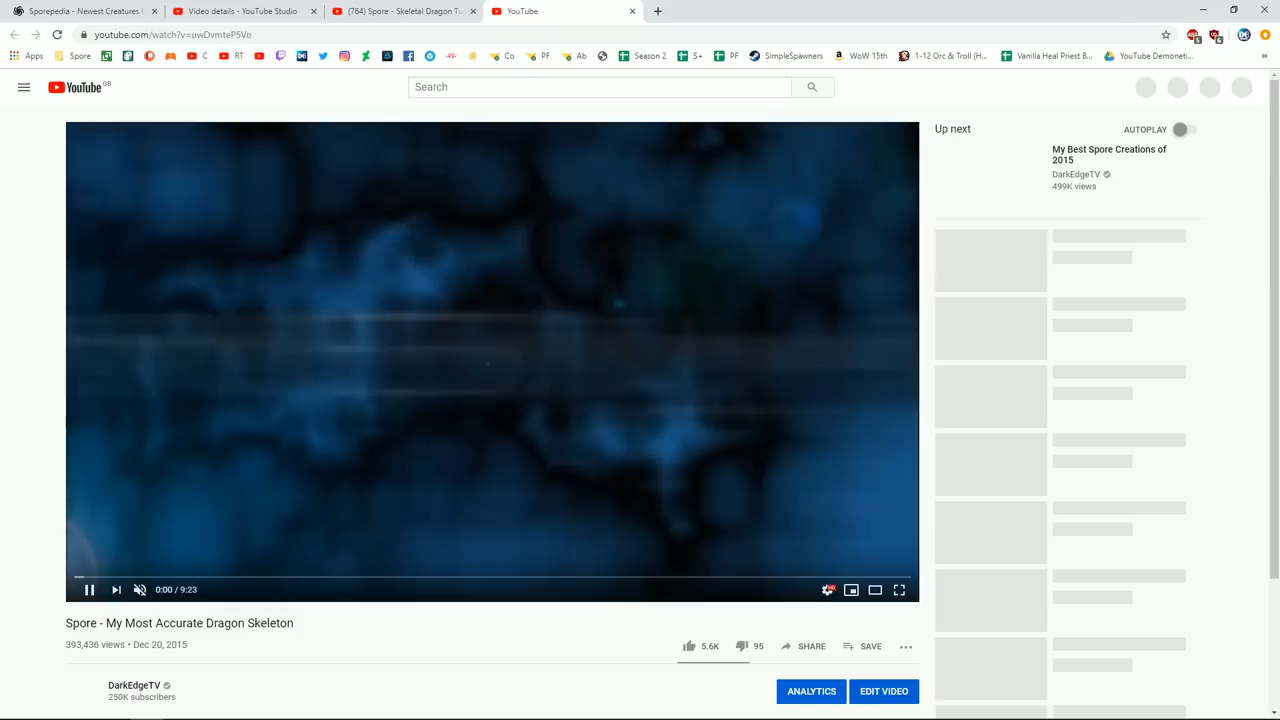 Sporepedia - Newest Creatures
Video details - YouTube Studio
(764) Spore - Skeletal Dragon Tu
YouTube
youtube.com/watch?v=uwDvmtePSVo
Apps
Spore
C
RT
Co
PF
Ab
Season 2
S+
PF
SimpleSpawners
WoW 15th
1-12 Orc & Troll (H...
Vanilla Heal Priest B...
YouTube Demoneti...
»
YouTube GB
Search
Up next
AUTOPLAY
My Best Spore Creations of
2015
DarkEdgeTV
499K views
0:00 / 9:23
HD
Spore - My Most Accurate Dragon Skeleton
393,436 views • Dec 20, 2015
5.6K
95
SHARE
SAVE
DarkEdgeTV
250K subscribers
ANALYTICS
EDIT VIDEO